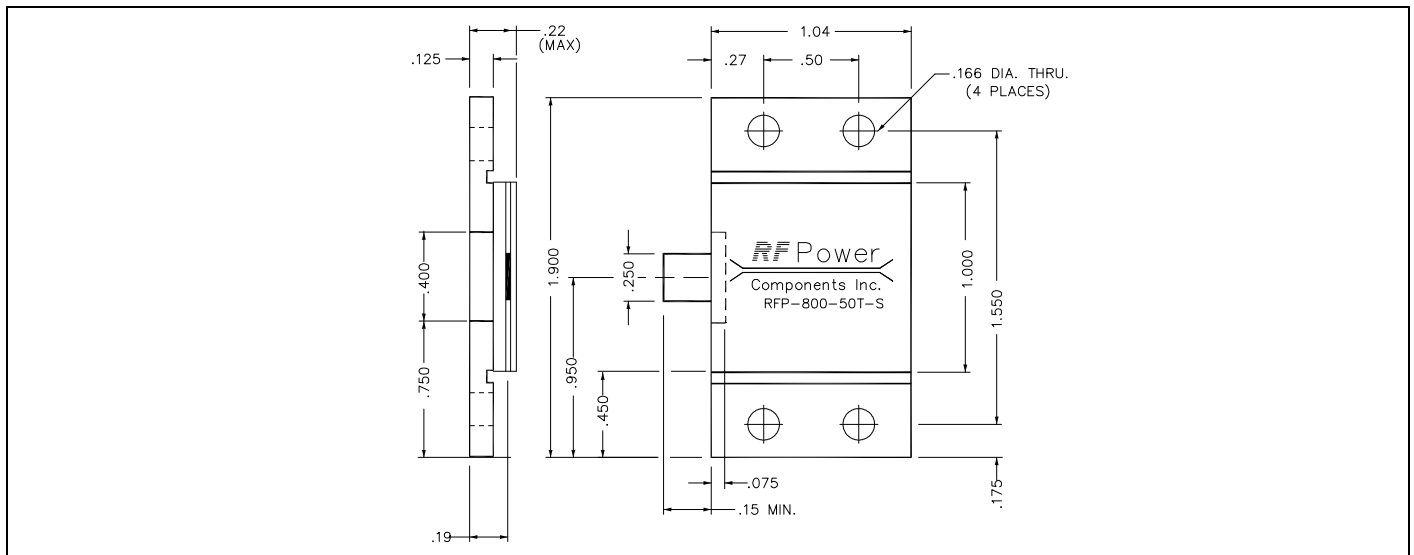 .22
(MAX)
.125
1.04
.27
.50
.166 DIA. THRU.
(4 PLACES)
.400
.750
1.900
.250
.950
.450
RF Power
Components Inc.
RFP-800-50T-S
1.000
1.550
.175
.075
.15 MIN.
.19